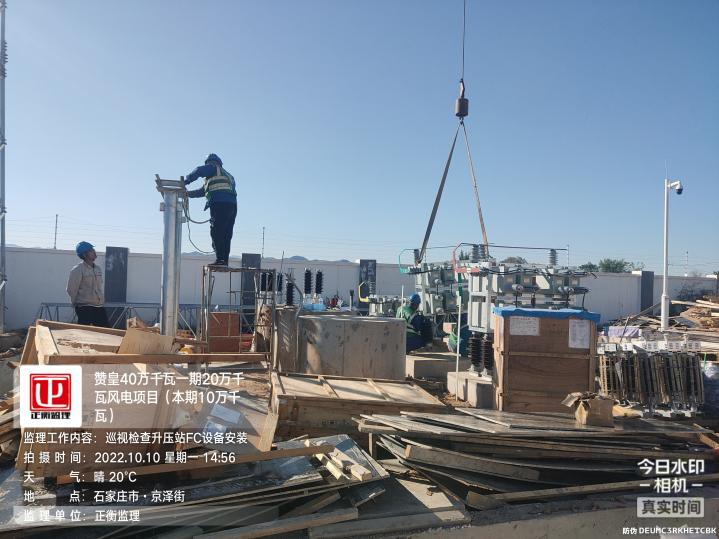 赞皇40万千瓦一期20万千
瓦风电项目（本期10万千
瓦）
正衡监理
监理工作内容：巡视检查升压站FC设备安装
拍摄时间：2022.10.10 星期一 14:56
天气：晴 20℃
地点：石家庄市·京泽街
监理单位：正衡监理
今日水印
-相机-
真实时间
防伪 DEUMC3RKHETCBK